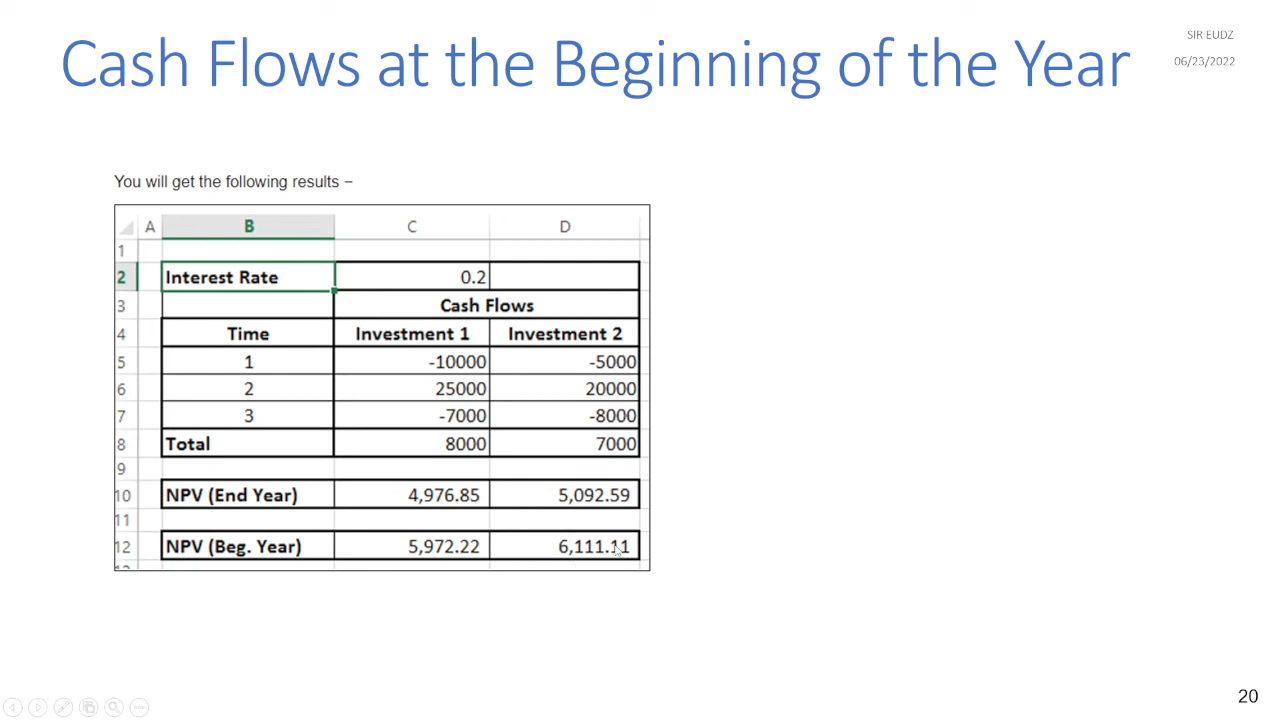 Cash Flows at the Beginning of the Year
SIR EUDZ
06/23/2022
You will get the following results –
A B C D
1
2 Interest Rate 0.2
3 Cash Flows
4 Time Investment 1 Investment 2
5 1 -10000 -5000
6 2 25000 20000
7 3 -7000 -8000
8 Total 8000 7000
9
10 NPV (End Year) 4,976.85 5,092.59
11
12 NPV (Beg. Year) 5,972.22 6,111.11
20